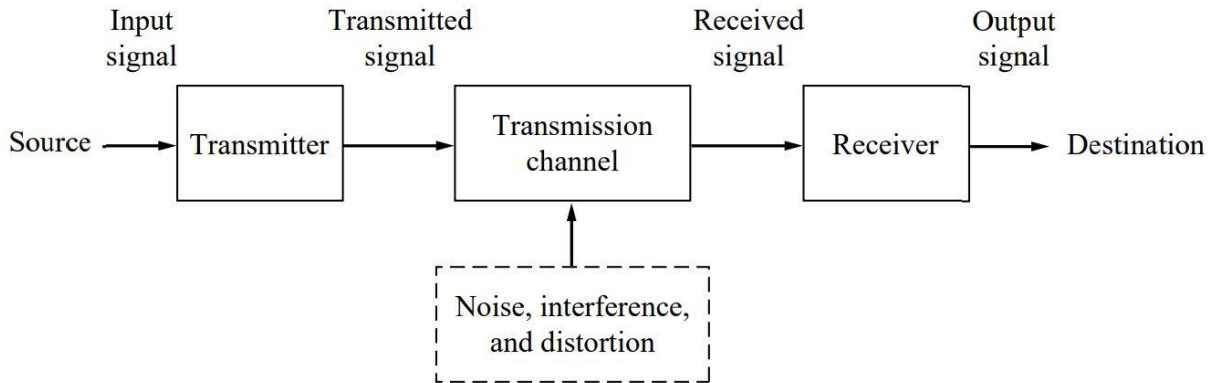 Input
signal
Transmitted
signal
Received
signal
Output
signal
Source
Transmitter
Transmission
channel
Receiver
Destination
Noise, interference,
and distortion